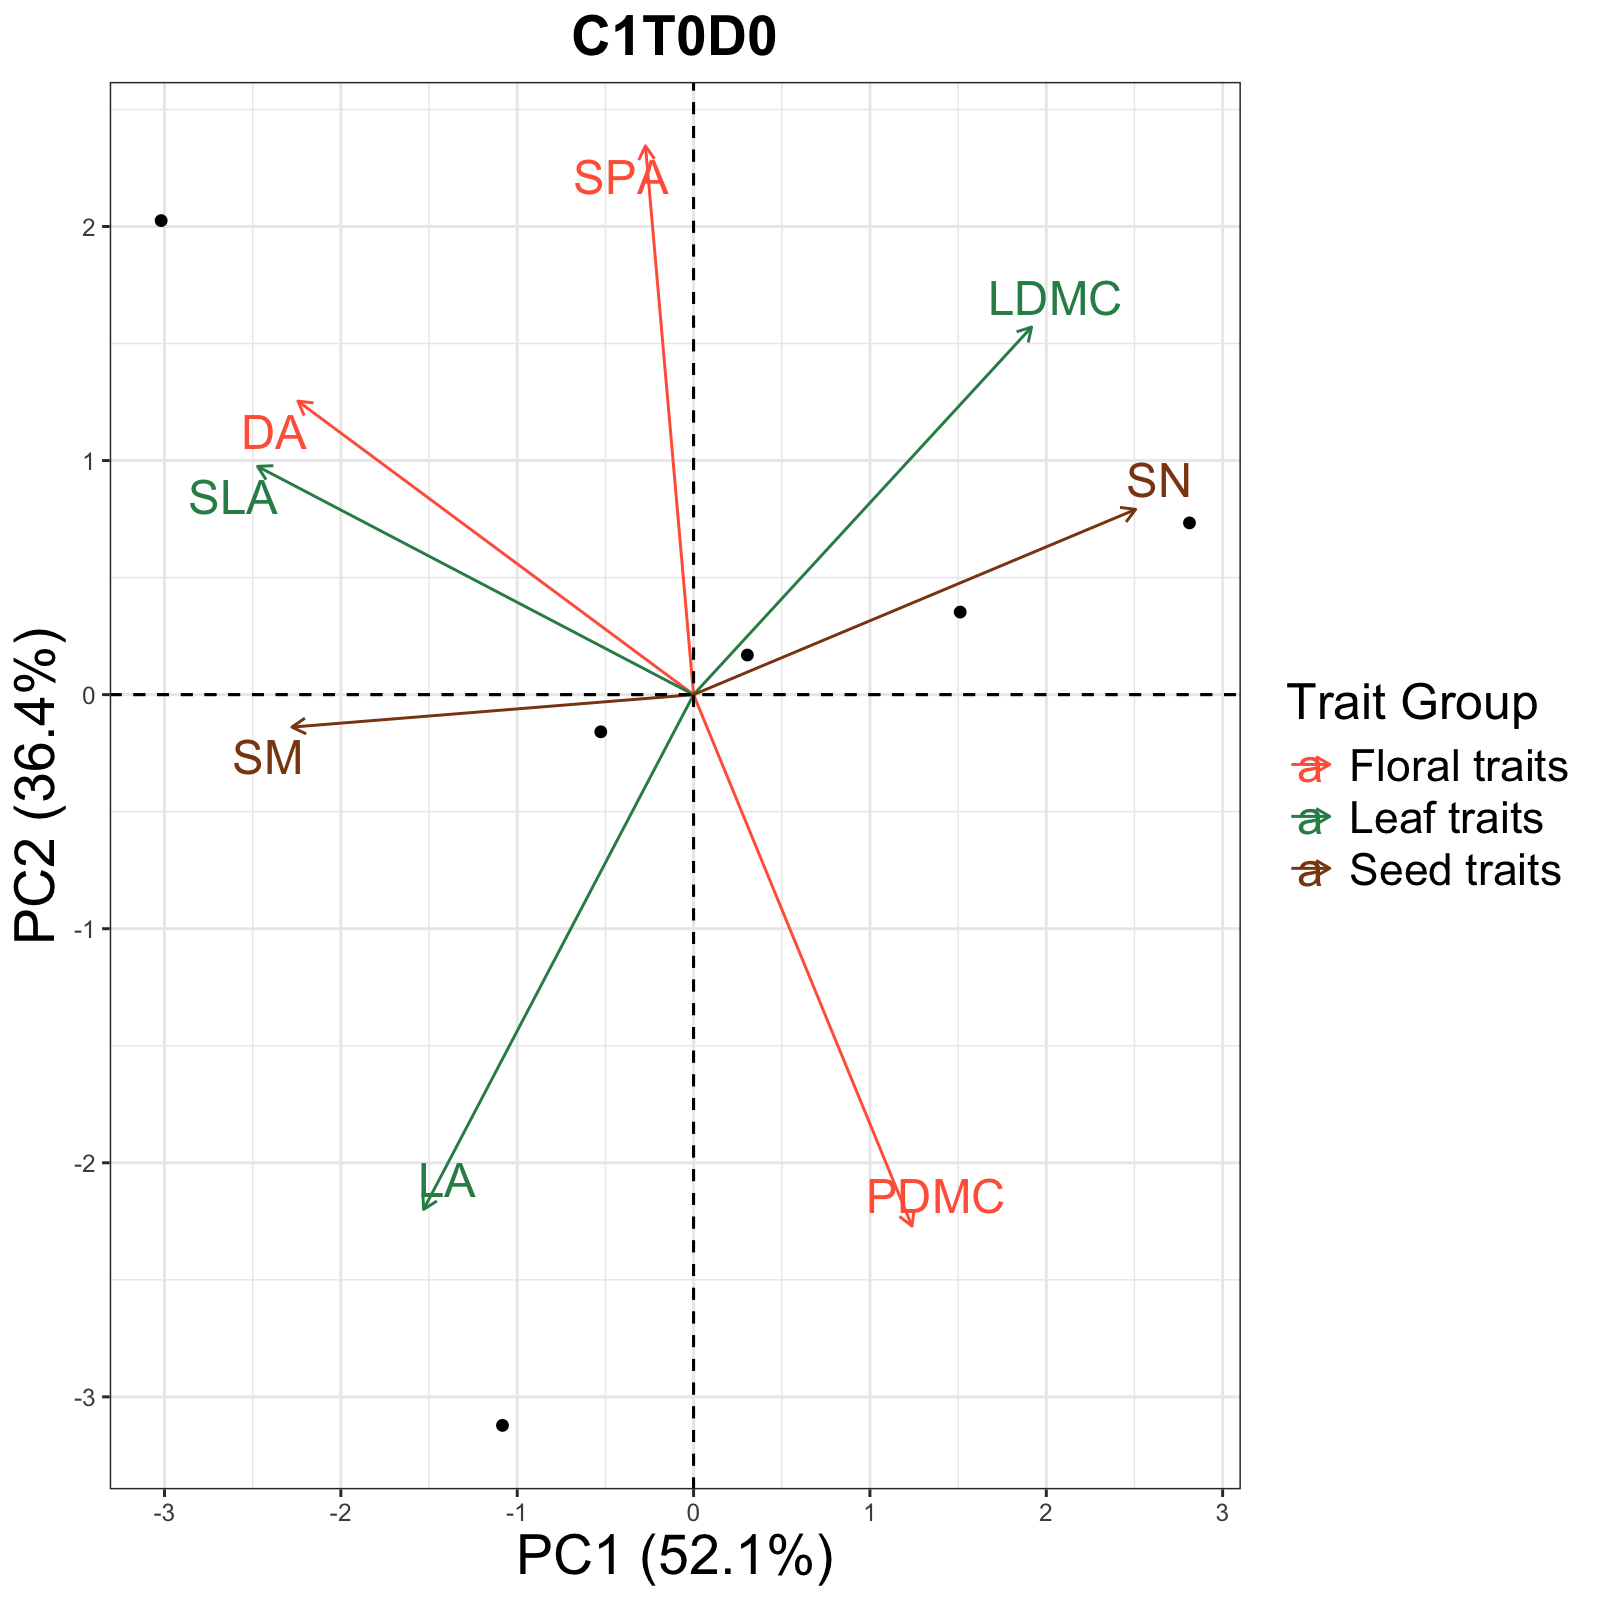 C1T0D0
SPA
LDMC
DA
SLA
SN
SM
LA
PDMC
2
1
0
-1
-2
-3
-3 -2 -1 0 1 2 3
PC1 (52.1%)
PC2 (36.4%)
Trait Group
a Floral traits
a Leaf traits
a Seed traits